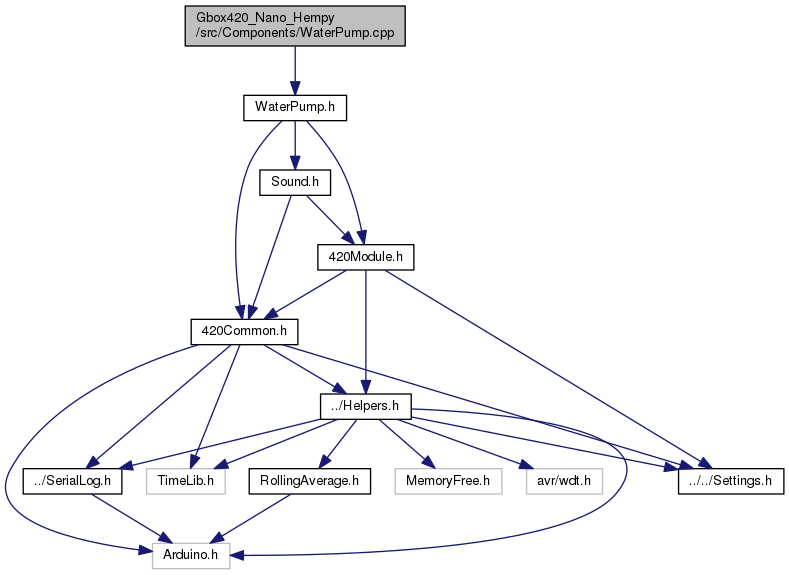 Gbox420_Nano_Hempy
/src/Components/WaterPump.cpp
WaterPump.h
Sound.h
420Module.h
420Common.h
../Helpers.h
../SerialLog.h
TimeLib.h
RollingAverage.h
MemoryFree.h
avr/wdt.h
../../Settings.h
Arduino.h